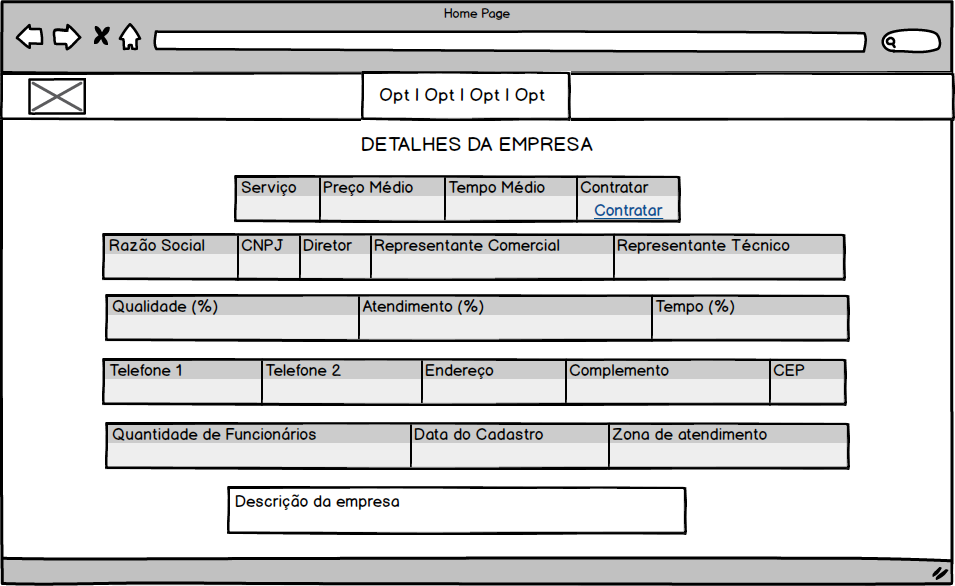 Home Page
Opt | Opt | Opt | Opt
DETALHES DA EMPRESA
Serviço Preço Médio Tempo Médio Contratar
Contratar
Razão Social CNPJ Diretor Representante Comercial Representante Técnico
Qualidade (%) Atendimento (%) Tempo (%)
Telefone 1 Telefone 2 Endereço Complemento CEP
Quantidade de Funcionários Data do Cadastro Zona de atendimento
Descrição da empresa